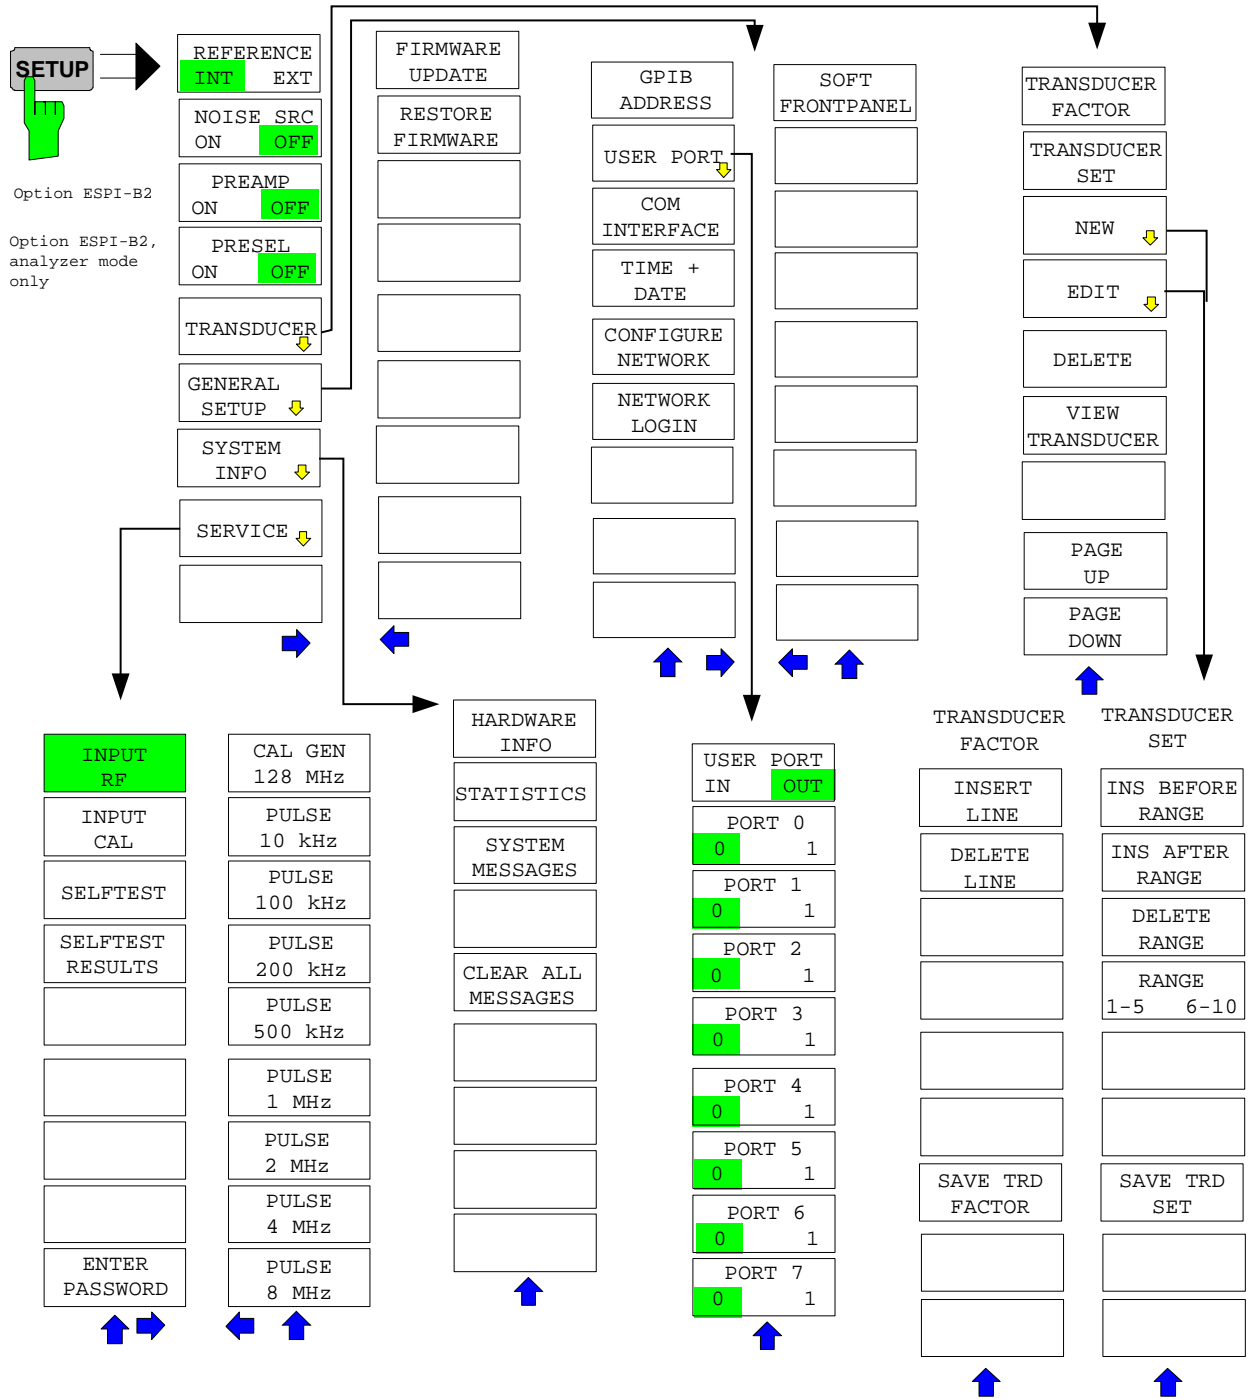 SETUP
Option ESPI-B2
Option ESPI-B2,
analyzer mode
only
REFERENCE
INT EXT
NOISE SRC
ON OFF
PREAMP
ON OFF
PRESEL
ON OFF
TRANSDUCER
GENERAL
SETUP
SYSTEM
INFO
SERVICE
FIRMWARE
UPDATE
RESTORE
FIRMWARE
GPIB
ADDRESS
USER PORT
COM
INTERFACE
TIME +
DATE
CONFIGURE
NETWORK
NETWORK
LOGIN
SOFT
FRONTPANEL
TRANSDUCER
FACTOR
TRANSDUCER
SET
NEW
EDIT
DELETE
VIEW
TRANSDUCER
PAGE
UP
PAGE
DOWN
INPUT
RF
INPUT
CAL
SELFTEST
SELFTEST
RESULTS
ENTER
PASSWORD
CAL GEN
128 MHz
PULSE
10 kHz
PULSE
100 kHz
PULSE
200 kHz
PULSE
500 kHz
PULSE
1 MHz
PULSE
2 MHz
PULSE
4 MHz
PULSE
8 MHz
HARDWARE
INFO
STATISTICS
SYSTEM
MESSAGES
CLEAR ALL
MESSAGES
USER PORT
IN OUT
PORT 0
0 1
PORT 1
0 1
PORT 2
0 1
PORT 3
0 1
PORT 4
0 1
PORT 5
0 1
PORT 6
0 1
PORT 7
0 1
TRANSDUCER
FACTOR
INSERT
LINE
DELETE
LINE
SAVE TRD
FACTOR
TRANSDUCER
SET
INS BEFORE
RANGE
INS AFTER
RANGE
DELETE
RANGE
RANGE
1-5 6-10
SAVE TRD
SET